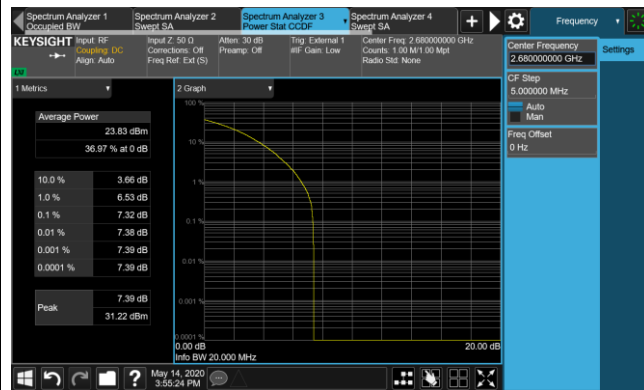 Spectrum Analyzer 1
Occupied BW
Spectrum Analyzer 2
Swept SA
Spectrum Analyzer 3
Power Stat CCDF
Spectrum Analyzer 4
Swept SA
Frequency
KEYSIGHT
Input: RF
Coupling: DC
Align: Auto
Input Z: 50 Ω
Corrections: Off
Freq Ref: Ext (S)
Atten: 30 dB
Preamp: Off
Trig: External 1
#IF Gain: Low
Center Freq: 2.680000000 GHz
Counts: 1.00 M/1.00 Mpt
Radio Std: None
Center Frequency
2.680000000 GHz
Settings
CF Step
5.000000 MHz
Auto
Man
Freq Offset
0 Hz
1 Metrics
Average Power
23.83 dBm
36.97 % at 0 dB
10.0 % 3.66 dB
1.0 % 6.53 dB
0.1 % 7.32 dB
0.01 % 7.38 dB
0.001 % 7.39 dB
0.0001 % 7.39 dB
Peak
7.39 dB
31.22 dBm
2 Graph
100 %
10 %
1 %
0.1 %
0.01 %
0.001 %
0.0001 %
0.00 dB
20.00 dB
Info BW 20.000 MHz
May 14, 2020
3:55:24 PM